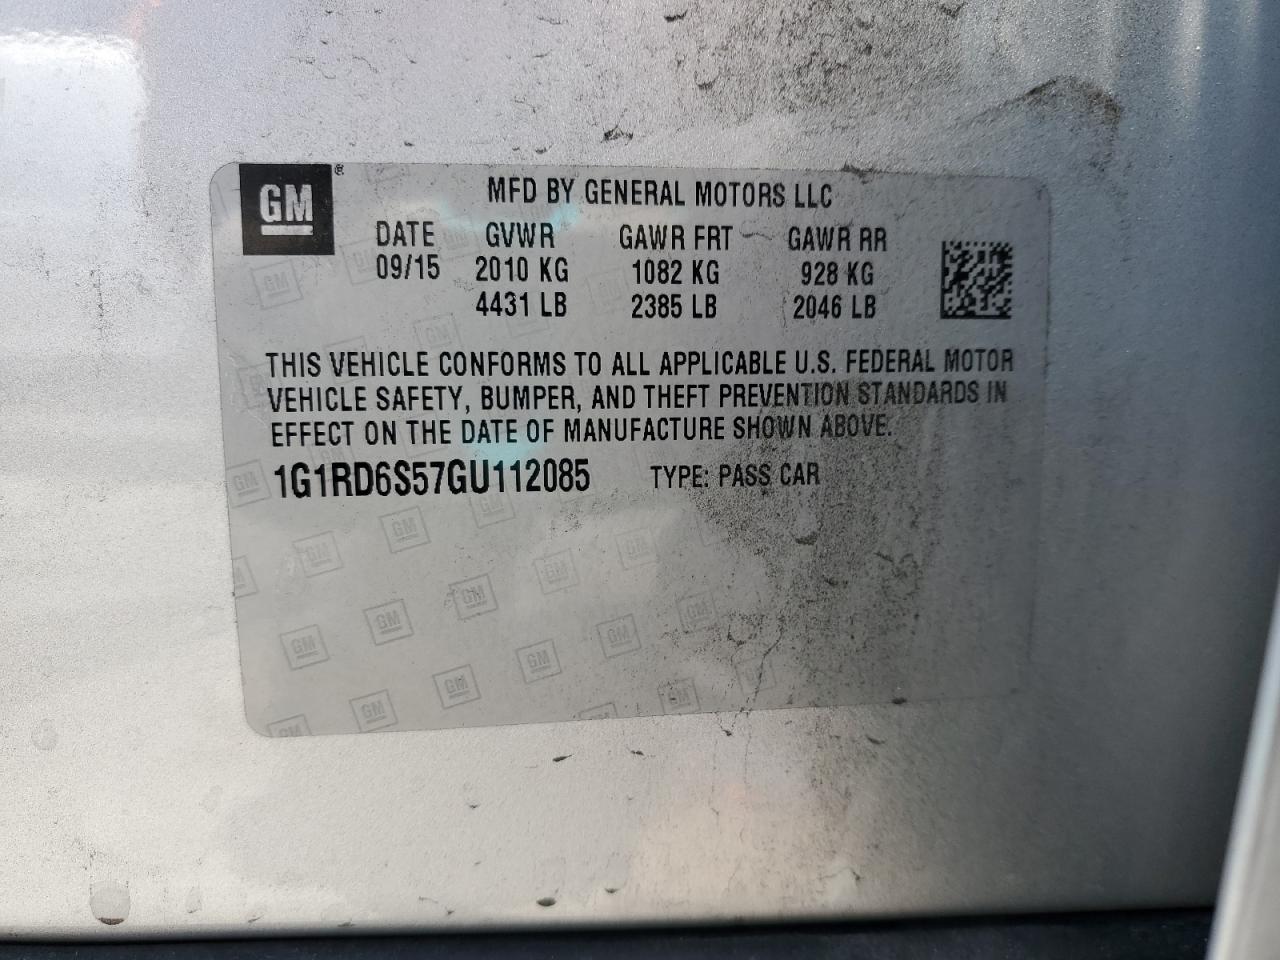 GM ®
MFD BY GENERAL MOTORS LLC
DATE GVWR GAWR FRT GAWR RR
09/15 2010 KG 1082 KG 928 KG
4431 LB 2385 LB 2046 LB
THIS VEHICLE CONFORMS TO ALL APPLICABLE U.S. FEDERAL MOTOR
VEHICLE SAFETY, BUMPER, AND THEFT PREVENTION STANDARDS IN
EFFECT ON THE DATE OF MANUFACTURE SHOWN ABOVE.
1G1RD6S57GU112085 TYPE: PASS CAR